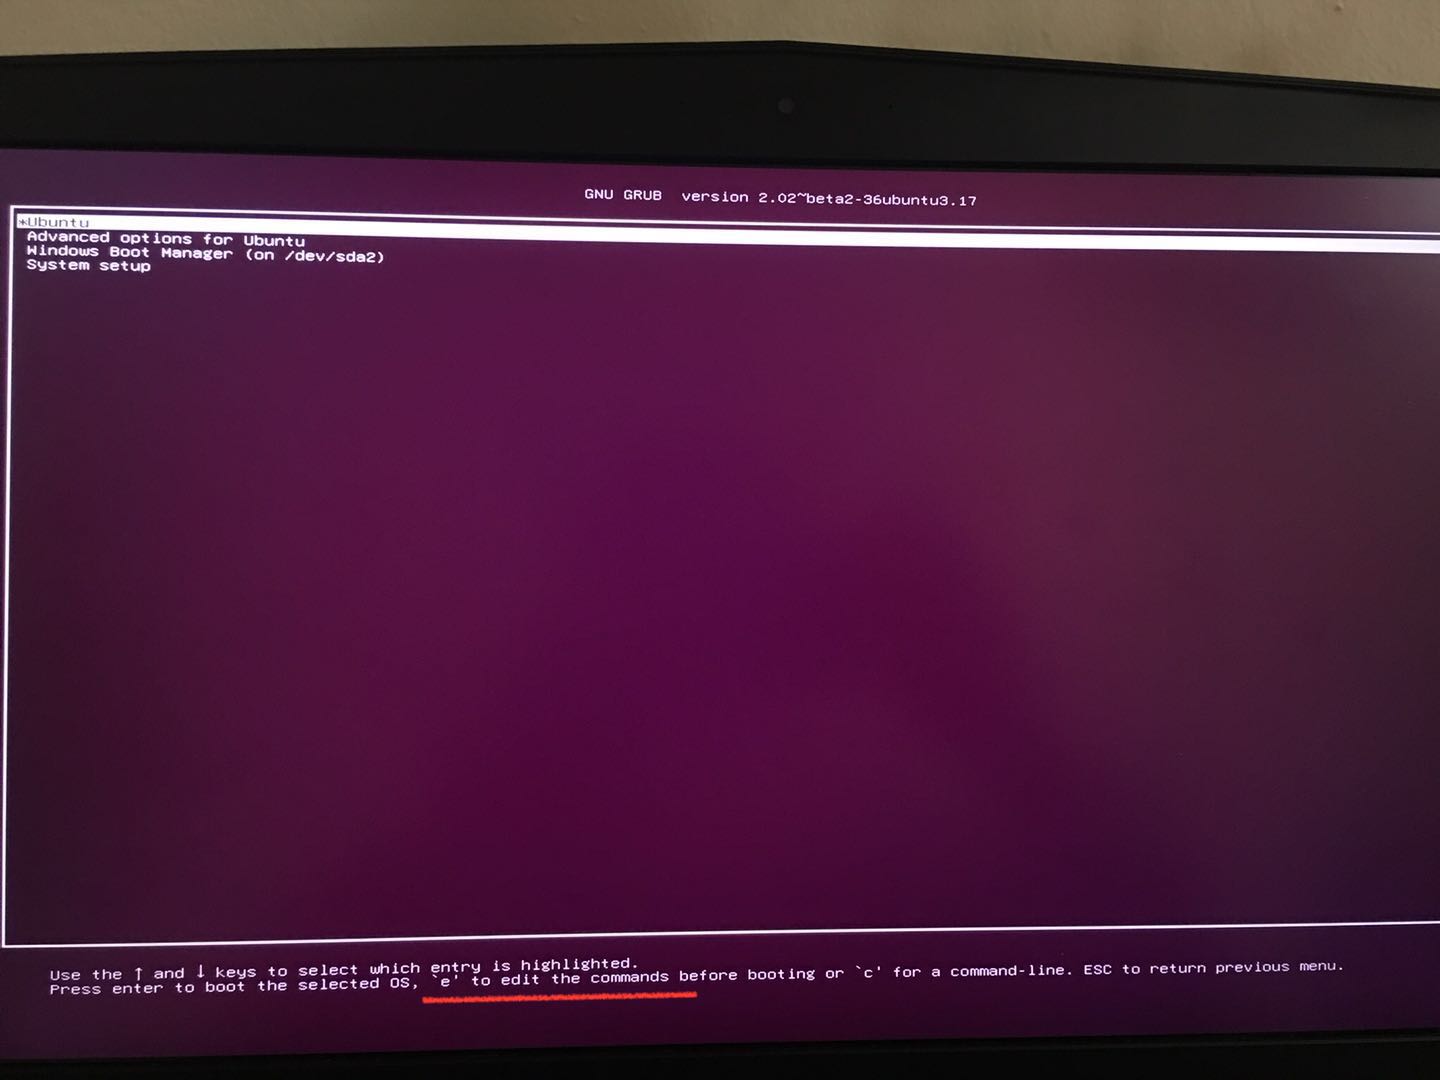 GNU GRUB  version 2.02~beta2-36ubuntu3.17
*Ubuntu
Advanced options for Ubuntu
Windows Boot Manager (on /dev/sda2)
System setup
Use the ↑ and ↓ keys to select which entry is highlighted.
Press enter to boot the selected OS, `e' to edit the commands before booting or `c' for a command-line. ESC to return previous menu.